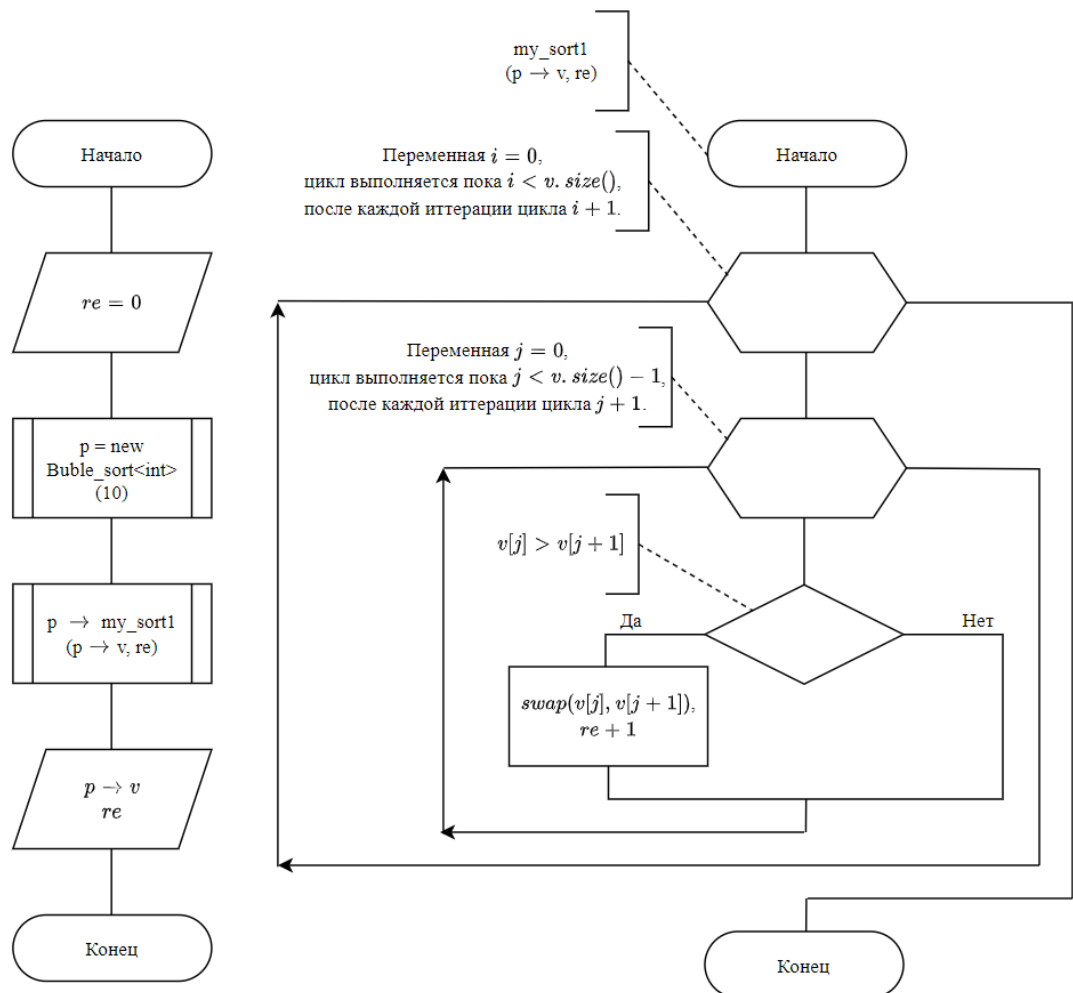 Начало
re = 0
p = new
Buble_sort<int>
(10)
p → my_sort1
(p → v, re)
p → v
re
Конец
my_sort1
(p → v, re)
Начало
Переменная i = 0,
цикл выполняется пока i < v. size(),
после каждой иттерации цикла i + 1.
Переменная j = 0,
цикл выполняется пока j < v. size() − 1,
после каждой иттерации цикла j + 1.
v[j] > v[j + 1]
Да
Нет
swap(v[j], v[j + 1]),
re + 1
Конец